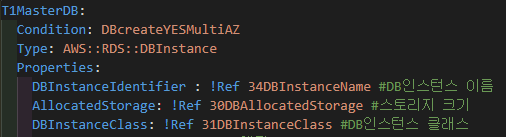 T1MasterDB:
Condition: DBcreateYESMultiAZ
Type: AWS::RDS::DBInstance
Properties:
DBInstanceIdentifier : !Ref 34DBInstanceName #DB인스턴스 이름
AllocatedStorage: !Ref 30DBAllocatedStorage #스토리지 크기
DBInstanceClass: !Ref 31DBInstanceClass #DB인스턴스 클래스